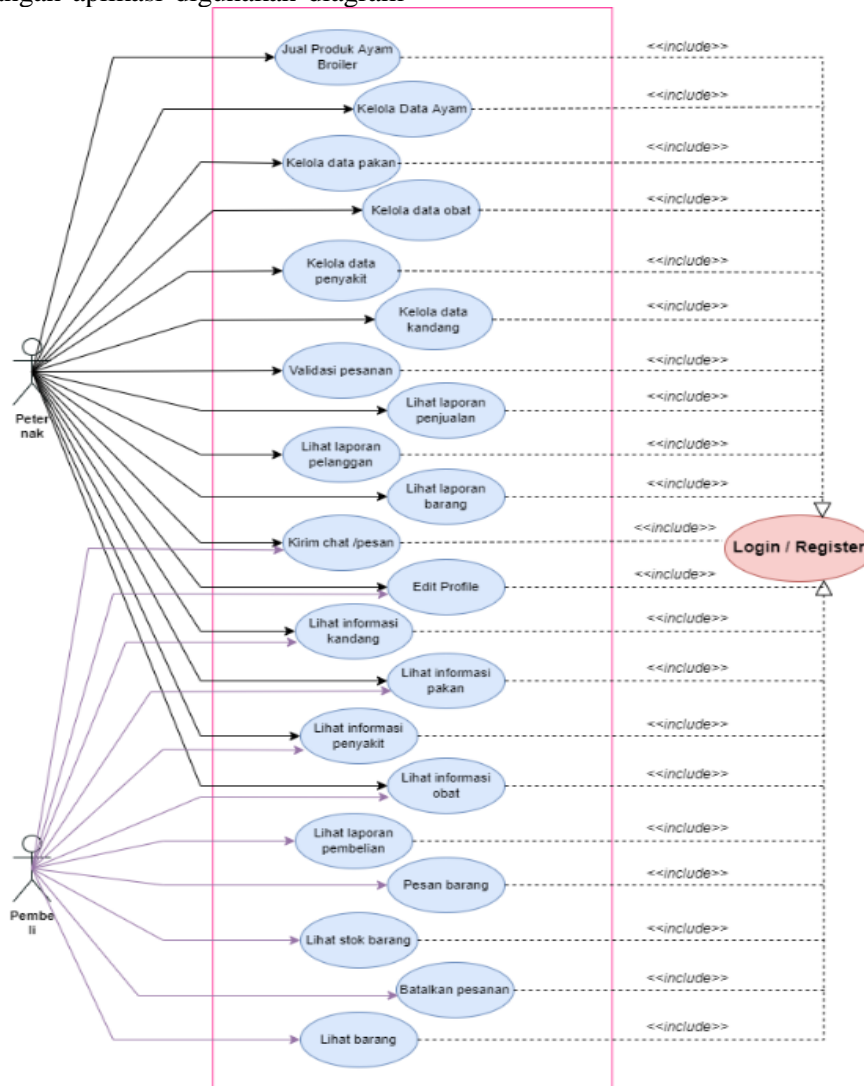 ngan aplikasi digunakan diagram
Jual Produk Ayam
Broiler
<<include>>
Kelola Data Ayam
<<include>>
Kelola data pakan
<<include>>
Kelola data obat
<<include>>
Kelola data
penyakit
<<include>>
Kelola data
kandang
<<include>>
Validasi pesanan
<<include>>
Peter
nak
Lihat laporan
penjualan
<<include>>
Lihat laporan
pelanggan
<<include>>
Lihat laporan
barang
<<include>>
Kirim chat /pesan
<<include>>
Login / Register
Edit Profile
<<include>>
Lihat informasi
kandang
<<include>>
Lihat informasi
pakan
<<include>>
Lihat informasi
penyakit
<<include>>
Lihat informasi
obat
<<include>>
Lihat laporan
pembelian
<<include>>
Pesan barang
<<include>>
Pembe
li
Lihat stok barang
<<include>>
Batalkan pesanan
<<include>>
Lihat barang
<<include>>